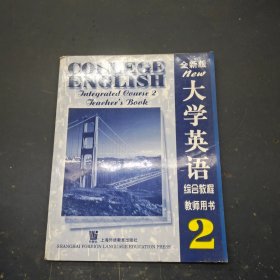 COLLEGE
ENGLISH
Integrated Course 2
Teacher's Book
全新版
New
大学英语
综合教程
教师用书
2
上海外语教育出版社
SHANGHAI FOREIGN LANGUAGE EDUCATION PRESS